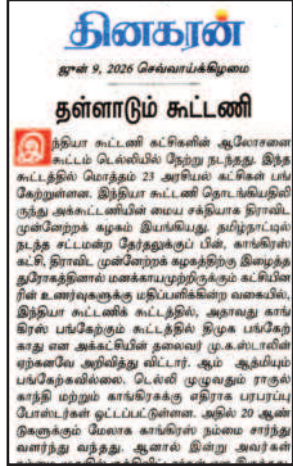 தினகரன்
ஜுன் 9, 2026 செவ்வாய்க்கிழமை
தள்ளாடும் கூட்டணி
இந்தியா கூட்டணி கட்சிகளின் ஆலோசனை
கூட்டம் டெல்லியில் நேற்று நடந்தது. இந்த
கூட்டத்தில் மொத்தம் 23 அரசியல் கட்சிகள் பங்
கேற்றுள்ளன. இந்தியா கூட்டணி தொடங்கியதிலி
ருந்து அக்கூட்டணியின் மைய சக்தியாக திராவிட
முன்னேற்றக் கழகம் இயங்கியது. தமிழ்நாட்டில்
நடந்த சட்டமன்ற தேர்தலுக்குப் பின், காங்கிரஸ்
கட்சி, திராவிட முன்னேற்றக் கழகத்திற்கு இழைத்த
துரோகத்தினால் மனக்காயமுற்றிருக்கும் கட்சியின
ரின் உணர்வுகளுக்கு மதிப்பளிக்கின்ற வகையில்,
இந்தியா கூட்டணிக் கூட்டத்தில், அதாவது காங்
கிரஸ் பங்கேற்கும் கூட்டத்தில் திமுக பங்கேற்
காது என அக்கட்சியின் தலைவர் மு.க.ஸ்டாலின்
ஏற்கனவே அறிவித்து விட்டார். ஆம் ஆத்மியும்
பங்கேற்கவில்லை. டெல்லி முழுவதும் ராகுல்
காந்தி மற்றும் காங்கிரசுக்கு எதிராக பரபரப்பு
போஸ்டர்கள் ஒட்டப்பட்டுள்ளன. அதில் 20 ஆண்
டுகளுக்கும் மேலாக காங்கிரஸ் நம்மை சார்ந்து
வளர்ந்து வந்தது. ஆனால் இன்று அவர்கள்